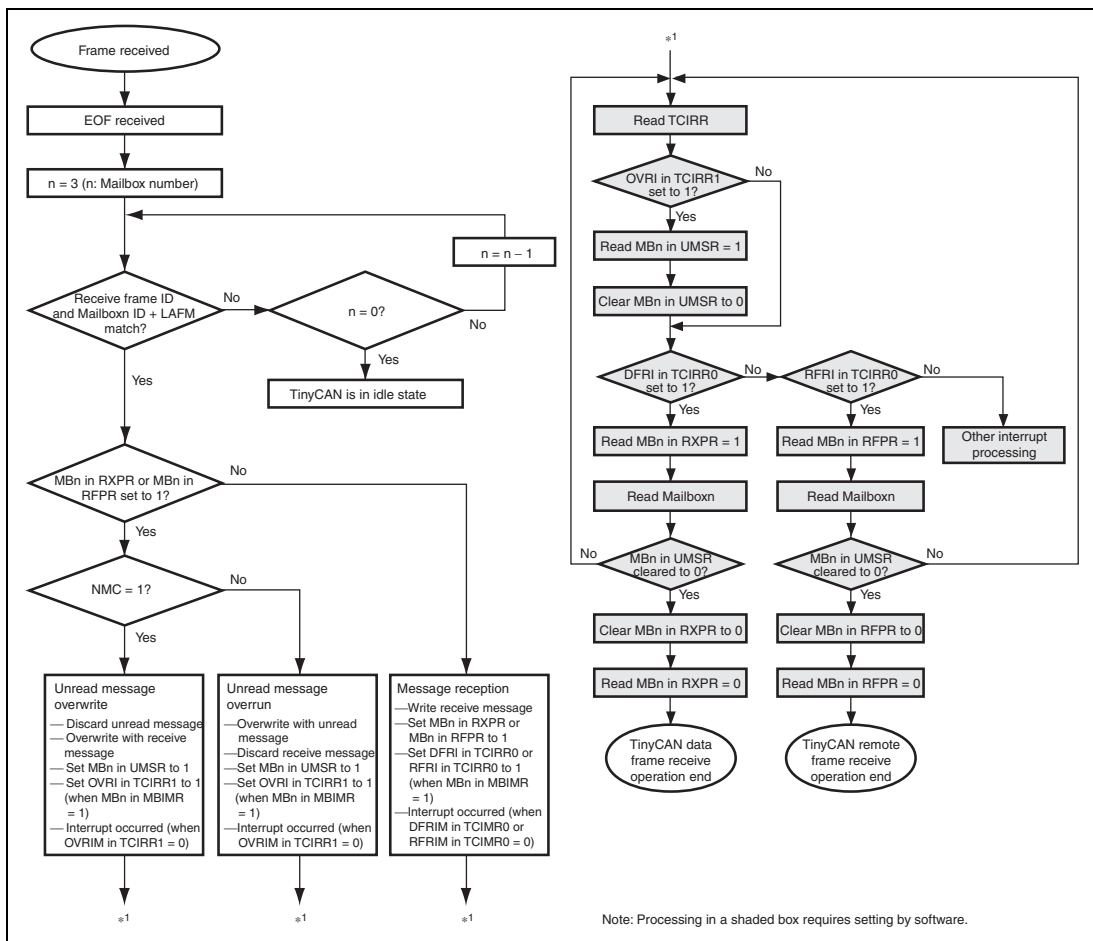 Frame received
EOF received
n = 3 (n: Mailbox number)
n = n − 1
Receive frame ID
and Mailboxn ID + LAFM
match?
No
n = 0?
No
Yes
Yes
TinyCAN is in idle state
MBn in RXPR or MBn in
RFPR set to 1?
No
Yes
NMC = 1?
No
Yes
Unread message
overwrite
— Discard unread message
— Overwrite with receive
message
— Set MBn in UMSR to 1
— Set OVRI in TCIRR1 to 1
(when MBn in MBIMR
= 1)
— Interrupt occurred (when
OVRIM in TCIRR1 = 0)
Unread message
overrun
—Overwrite with unread
message
—Discard receive message
—Set MBn in UMSR to 1
—Set OVRI in TCIRR1 to 1
(when MBn in MBIMR
= 1)
—Interrupt occurred (when
OVRIM in TCIRR1 = 0)
Message reception
—Write receive message
—Set MBn in RXPR or
MBn in RFPR to 1
—Set DFRI in TCIRR0 or
RFRI in TCIRR0 to 1
(when MBn in MBIMR
= 1)
—Interrupt occurred (when
DFRIM in TCIMR0 or
RFRIM in TCIMR0 = 0)
*1
*1
*1
*1
Read TCIRR
OVRI in TCIRR1
set to 1?
No
Yes
Read MBn in UMSR = 1
Clear MBn in UMSR to 0
DFRI in TCIRR0
set to 1?
No
RFRI in TCIRR0
set to 1?
No
Yes
Yes
Read MBn in RXPR = 1
Read MBn in RFPR = 1
Other interrupt
processing
Read Mailboxn
Read Mailboxn
No
MBn in UMSR
cleared to 0?
MBn in UMSR
cleared to 0?
No
Yes
Yes
Clear MBn in RXPR to 0
Clear MBn in RFPR to 0
Read MBn in RXPR = 0
Read MBn in RFPR = 0
TinyCAN data
frame receive
operation end
TinyCAN remote
frame receive
operation end
Note: Processing in a shaded box requires setting by software.